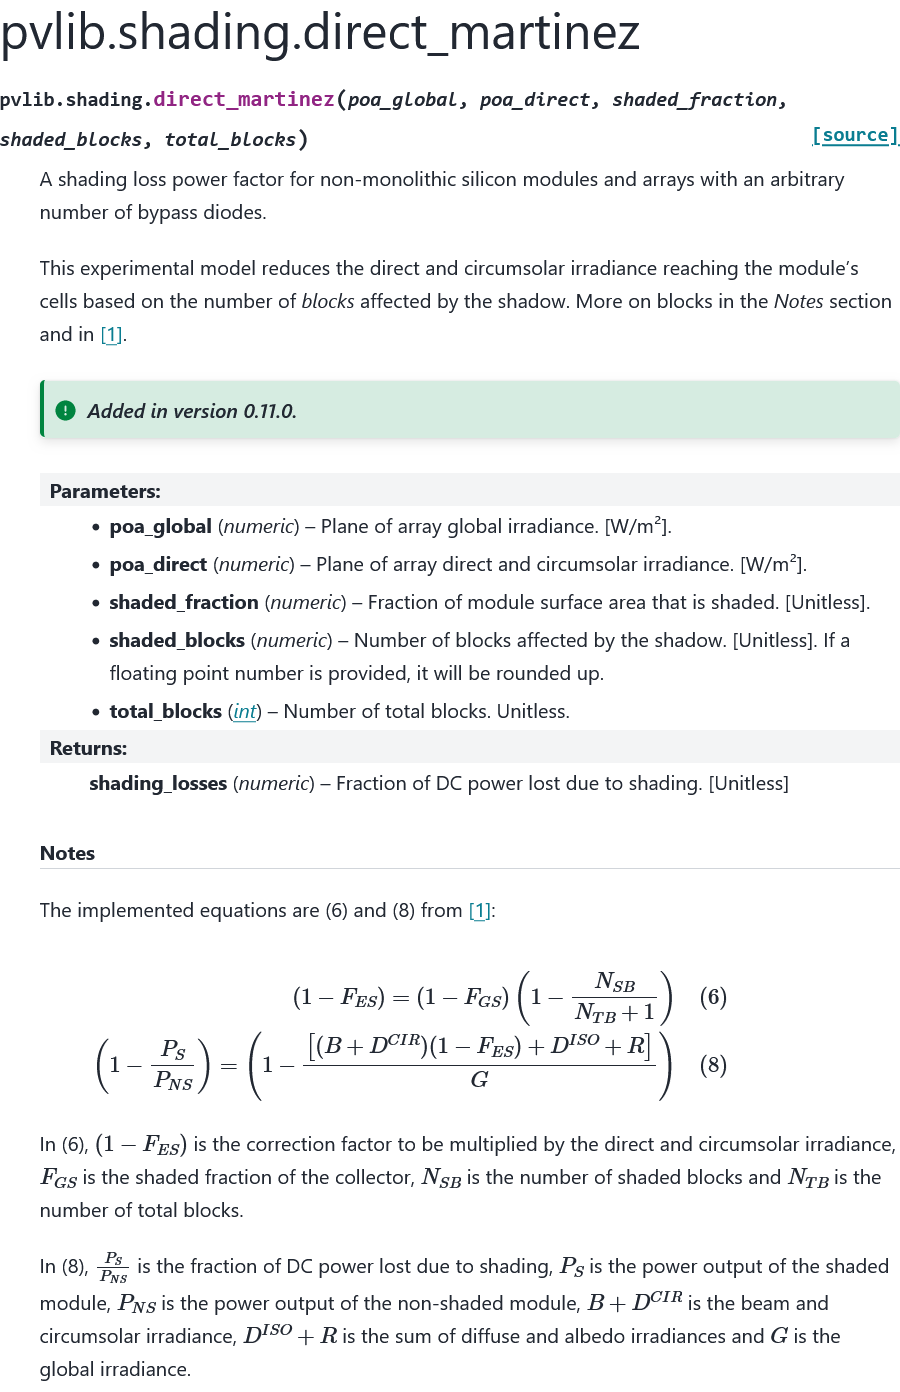 pvlib.shading.direct_martinez
pvlib.shading.direct_martinez(poa_global, poa_direct, shaded_fraction,
shaded_blocks, total_blocks) [source]
A shading loss power factor for non-monolithic silicon modules and arrays with an arbitrary
number of bypass diodes.
This experimental model reduces the direct and circumsolar irradiance reaching the module's
cells based on the number of blocks affected by the shadow. More on blocks in the Notes section
and in [1].
Added in version 0.11.0.
Parameters:
• poa_global (numeric) – Plane of array global irradiance. [W/m²].
• poa_direct (numeric) – Plane of array direct and circumsolar irradiance. [W/m²].
• shaded_fraction (numeric) – Fraction of module surface area that is shaded. [Unitless].
• shaded_blocks (numeric) – Number of blocks affected by the shadow. [Unitless]. If a
floating point number is provided, it will be rounded up.
• total_blocks (int) – Number of total blocks. Unitless.
Returns:
shading_losses (numeric) – Fraction of DC power lost due to shading. [Unitless]
Notes
The implemented equations are (6) and (8) from [1]:
(1 − F_{ES}) = (1 − F_{GS}) (1 − \frac{N_{SB}}{N_{TB} + 1}) (6)
(1 − \frac{P_S}{P_{NS}}) = (1 − \frac{[(B + D^{CIR})(1 − F_{ES}) + D^{ISO} + R]}{G}) (8)
In (6), (1 − F_{ES}) is the correction factor to be multiplied by the direct and circumsolar irradiance,
F_{GS} is the shaded fraction of the collector, N_{SB} is the number of shaded blocks and N_{TB} is the
number of total blocks.
In (8), \frac{P_S}{P_{NS}} is the fraction of DC power lost due to shading, P_S is the power output of the shaded
module, P_{NS} is the power output of the non-shaded module, B + D^{CIR} is the beam and
circumsolar irradiance, D^{ISO} + R is the sum of diffuse and albedo irradiances and G is the
global irradiance.